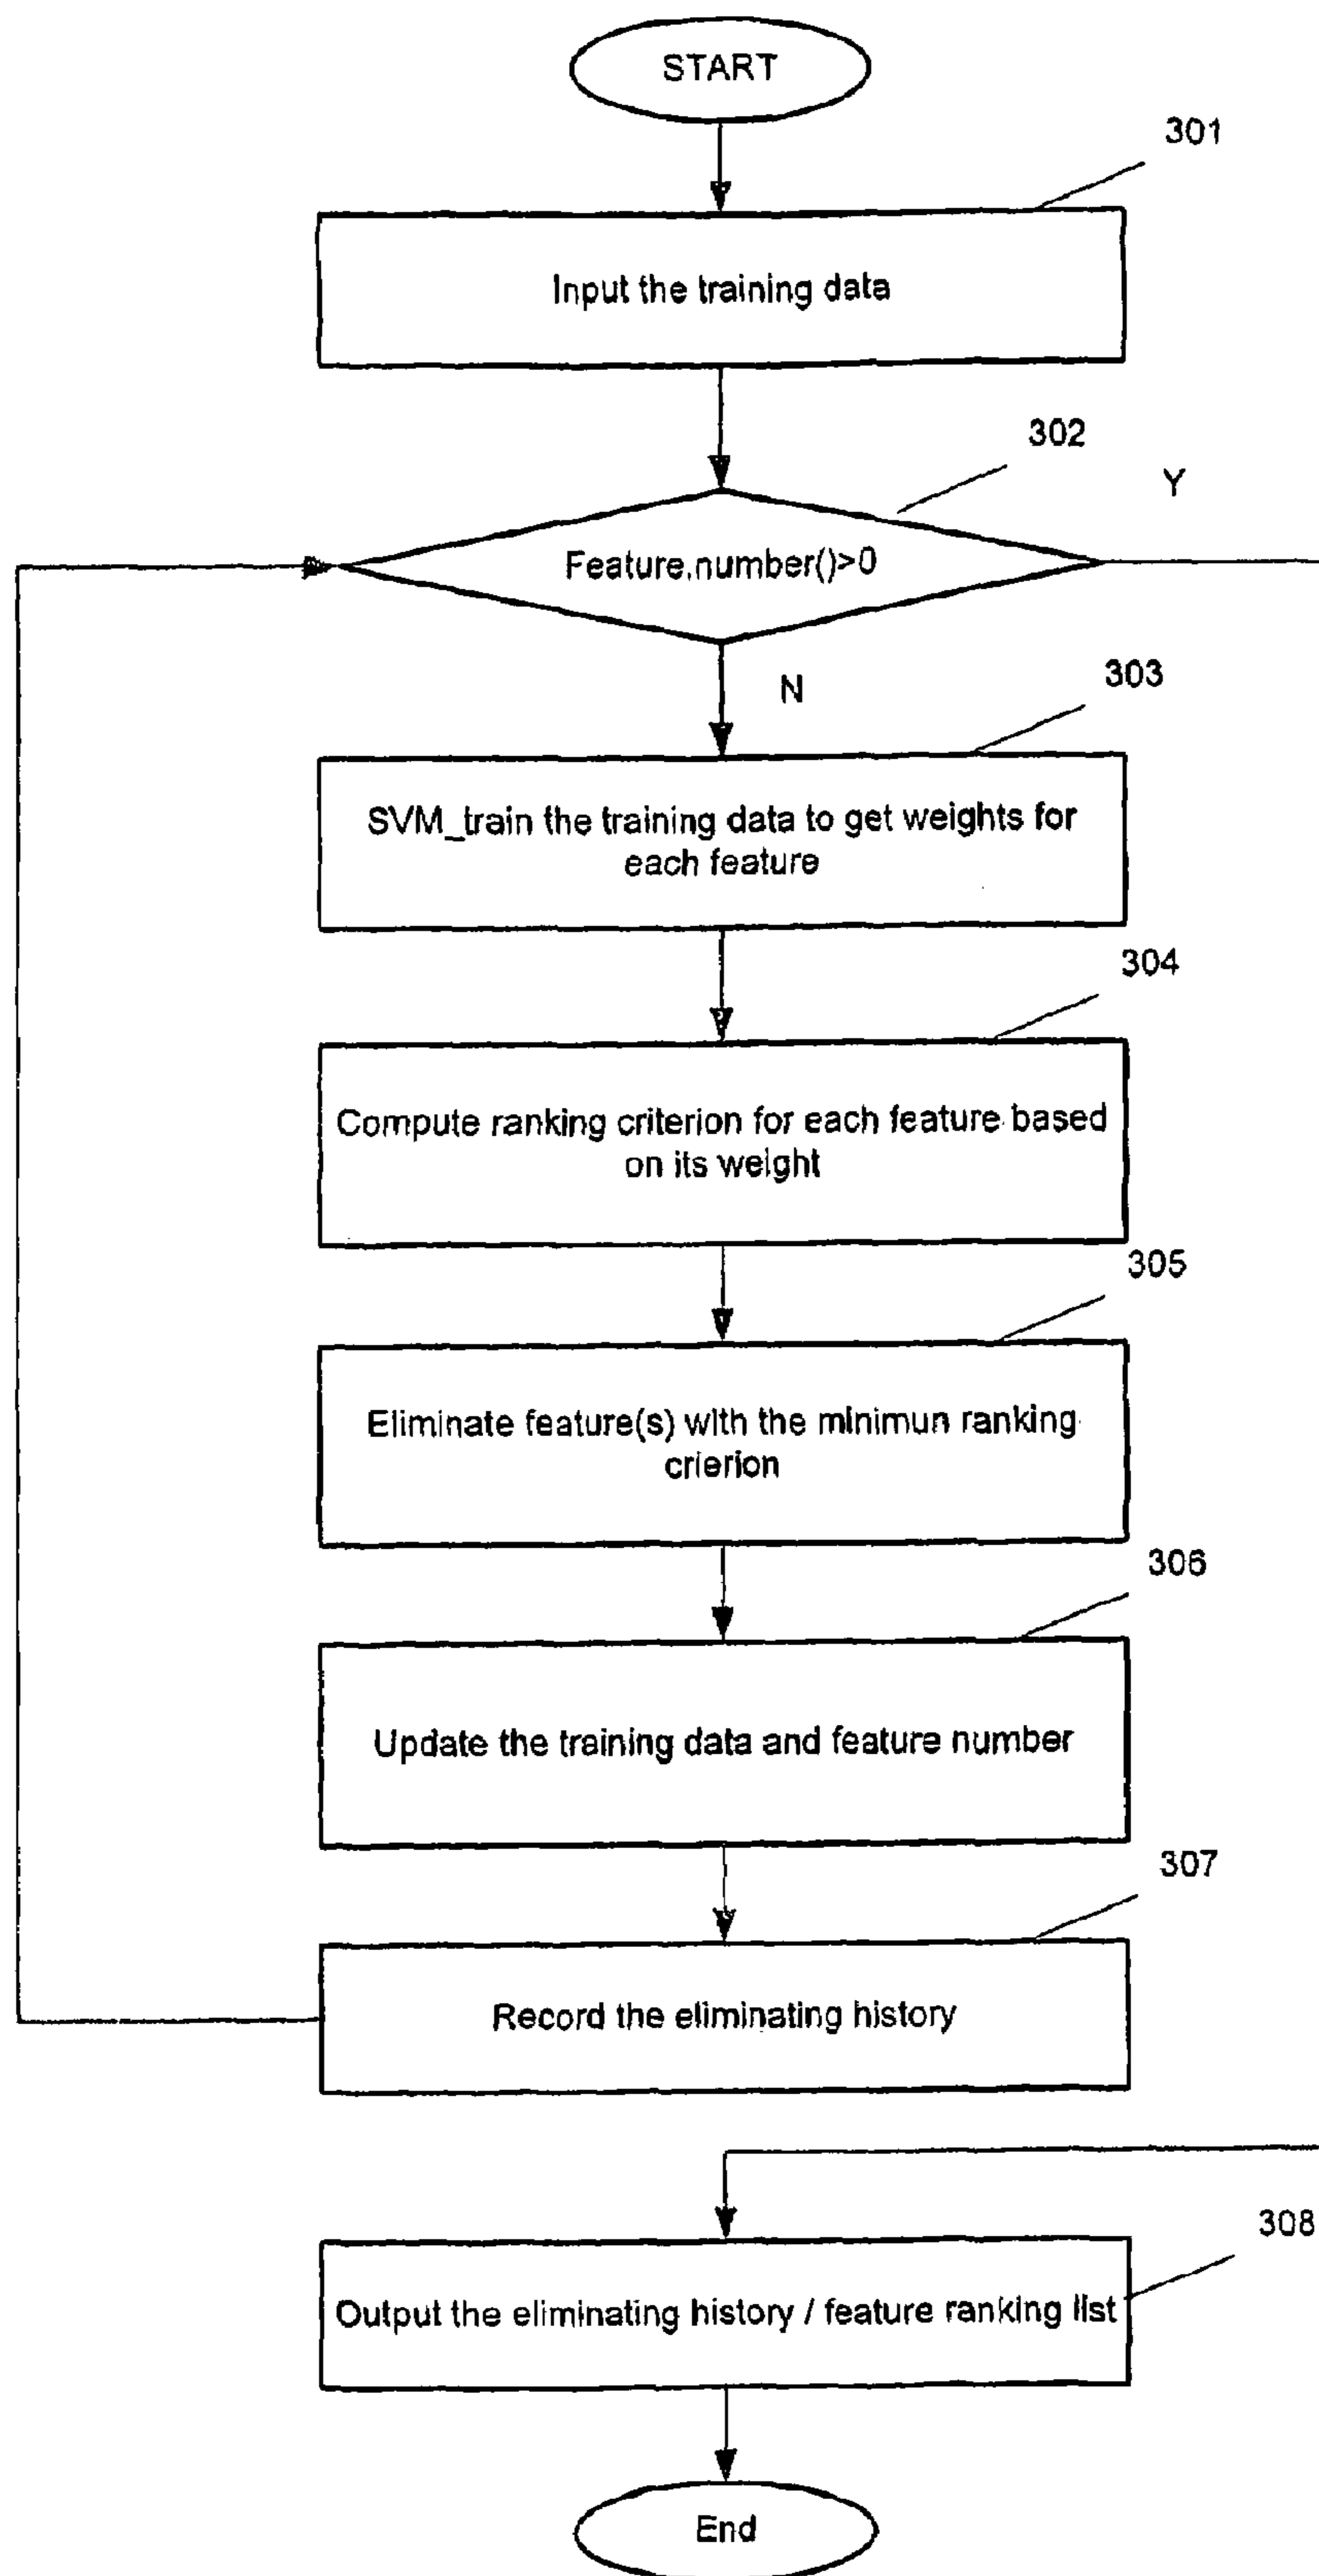 START
301
Input the training data
302
Y
Feature.number()>0
N
303
SVM_train the training data to get weights for
each feature
304
Compute ranking criterion for each feature based
on its weight
305
Eliminate feature(s) with the minimun ranking
crierion
306
Update the training data and feature number
307
Record the eliminating history
308
Output the eliminating history / feature ranking list
End